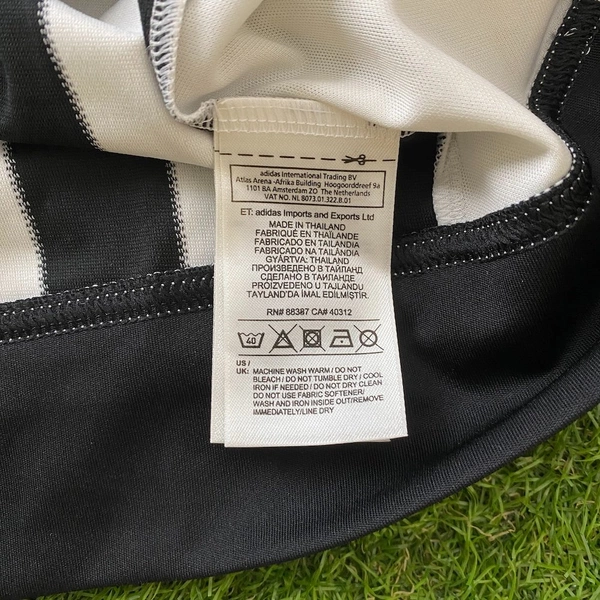 adidas International Trading BV
Atlas Arena -Afrika Building Hoogoorddreef 9a
1101 BA Amsterdam ZO The Netherlands
VAT NO. NL 8073.01.322.B.01
ET: adidas Imports and Exports Ltd
MADE IN THAILAND
FABRIQUÉ EN THAÏLANDE
FABRICADO EN TAILANDIA
FABRICADO NA TAILÂNDIA
GYÁRTVA: THAILAND
ПРОИЗВЕДЕНО В ТАЙЛАНД
СДЕЛАНО В ТАИЛАНДЕ
PROIZVEDENO U TAJLANDU
TAYLAND'DA İMAL EDİLMİŞTİR.
RN# 88387 CA# 40312
40
US /
UK: MACHINE WASH WARM / DO NOT
BLEACH / DO NOT TUMBLE DRY / COOL
IRON IF NEEDED / DO NOT DRY CLEAN
DO NOT USE FABRIC SOFTENER/
WASH AND IRON INSIDE OUT/REMOVE
IMMEDIATELY/LINE DRY